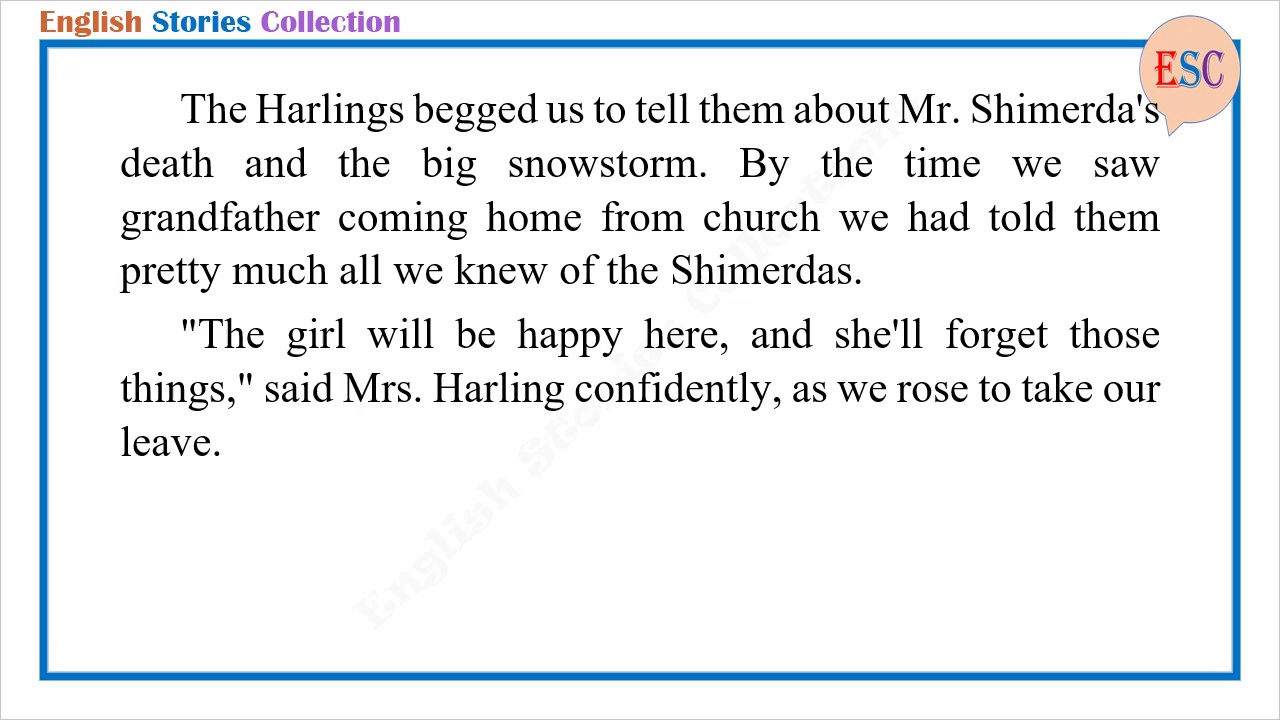 English Stories Collection
ESC
The Harlings begged us to tell them about Mr. Shimerda's
death and the big snowstorm. By the time we saw
grandfather coming home from church we had told them
pretty much all we knew of the Shimerdas.
"The girl will be happy here, and she'll forget those
things," said Mrs. Harling confidently, as we rose to take our
leave.
English Stories Collection